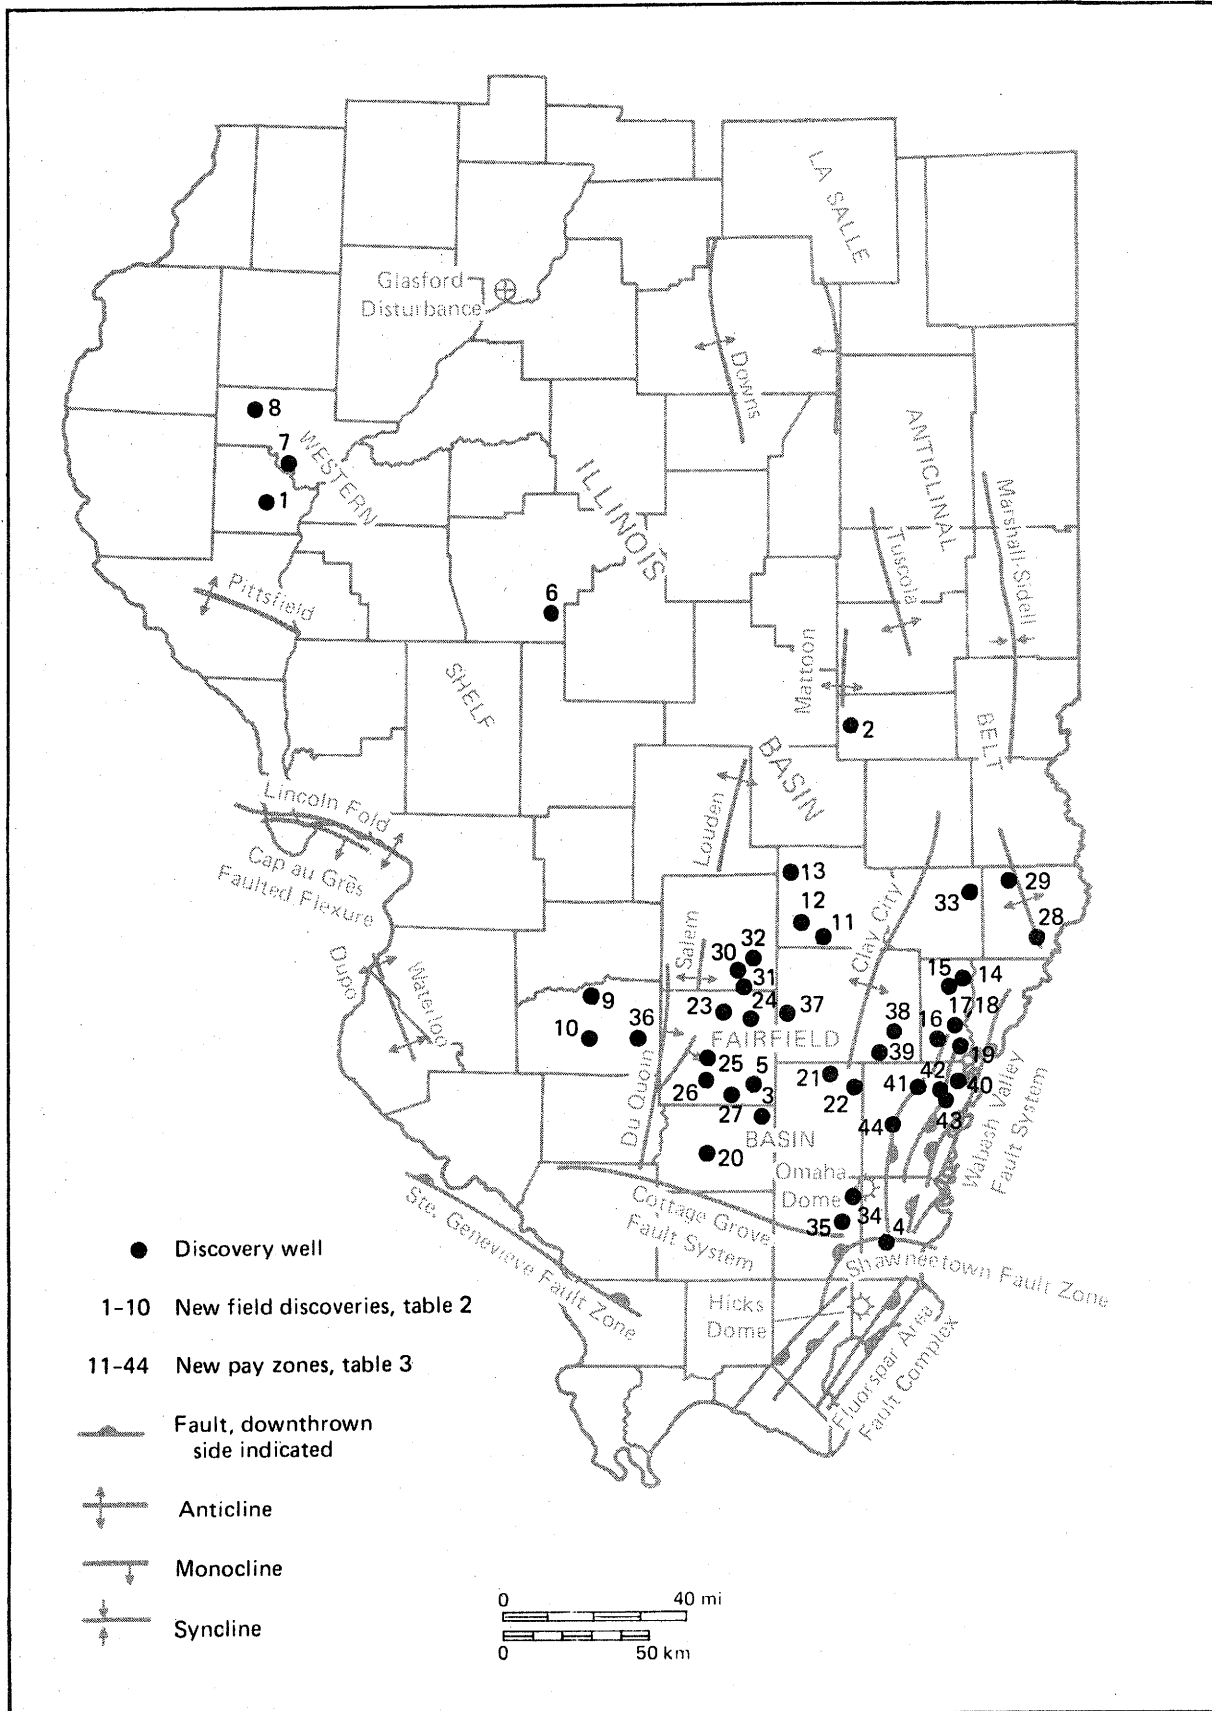 LA SALLE
Glasford
Disturbance
Downs
8
7
WESTERN
1
ILLINOIS
ANTICLINAL
Marshall-Sidell
Tuscola
Pittsfield
6
SHELF
Mattoon
2
BELT
BASIN
Lincoln Fold
Louden
Cap au Grès
Faulted Flexure
13
12
11
Clay City
33
29
28
Dupo
Waterloo
Salem
30
32
31
15
14
9
10
36
23
24
37
38
39
16
17
18
19
FAIRFIELD
Du Quoin
25
26
5
3
27
21
22
41
42
40
43
44
BASIN
20
Wabash Valley
Fault System
Omaha
Dome
34
35
4
Ste. Genevieve Fault Zone
Cottage Grove
Fault System
Shawneetown Fault Zone
Hicks
Dome
Fluorspar Area
Fault Complex
Discovery well
1-10 New field discoveries, table 2
11-44 New pay zones, table 3
Fault, downthrown
side indicated
Anticline
Monocline
Syncline
0 40 mi
0 50 km